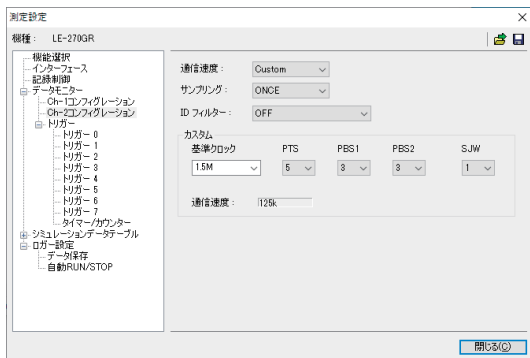 測定設定
機種： LE-270GR
機能選択
インターフェース
記録制御
データモニター
Ch-1コンフィグレーション
Ch-2コンフィグレーション
トリガー
トリガー 0
トリガー 1
トリガー 2
トリガー 3
トリガー 4
トリガー 5
トリガー 6
トリガー 7
タイマー/カウンター
シミュレーションデータテーブル
ロガー設定
データ保存
自動RUN/STOP
通信速度： Custom
サンプリング： ONCE
ID フィルター： OFF
カスタム
基準クロック PTS PBS1 PBS2 SJW
1.5M 5 3 3 1
通信速度： 125k
閉じる(C)